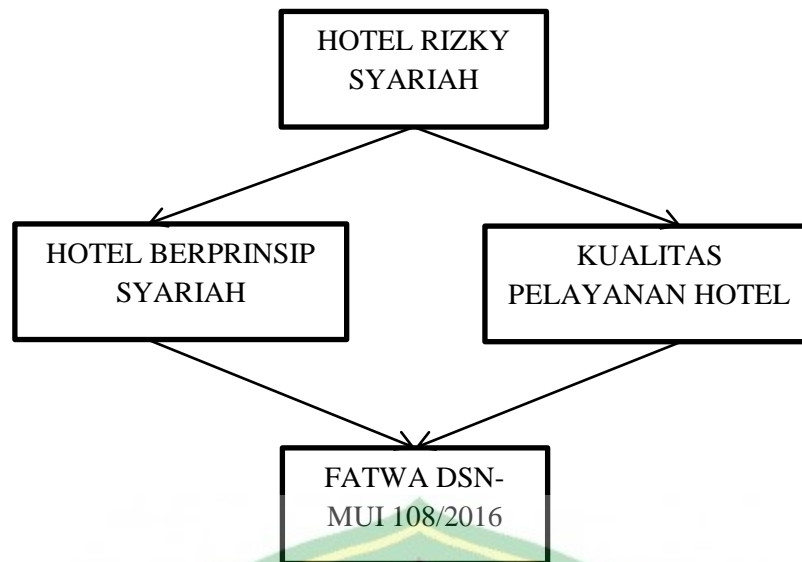 HOTEL RIZKY
SYARIAH
HOTEL BERPRINSIP
SYARIAH
KUALITAS
PELAYANAN HOTEL
FATWA DSN-
MUI 108/2016